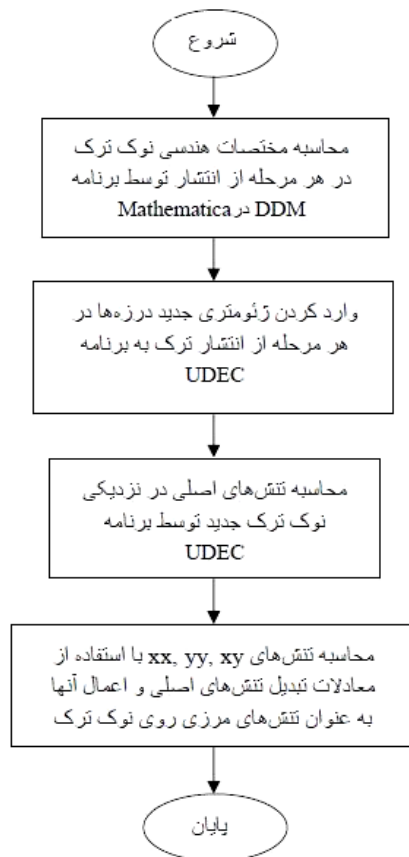 شروع
محاسبه مختصات هندسی نوک ترک
در هر مرحله از انتشار توسط برنامه
DDM در Mathematica
وارد کردن ژئومتری جدید درزه‌ها در
هر مرحله از انتشار ترک به برنامه
UDEC
محاسبه تنش‌های اصلی در نزدیکی
نوک ترک جدید توسط برنامه
UDEC
محاسبه تنش‌های xx, yy, xy با استفاده از
معادلات تبدیل تنش‌های اصلی و اعمال آنها
به عنوان تنش‌های مرزی روی نوک ترک
پایان